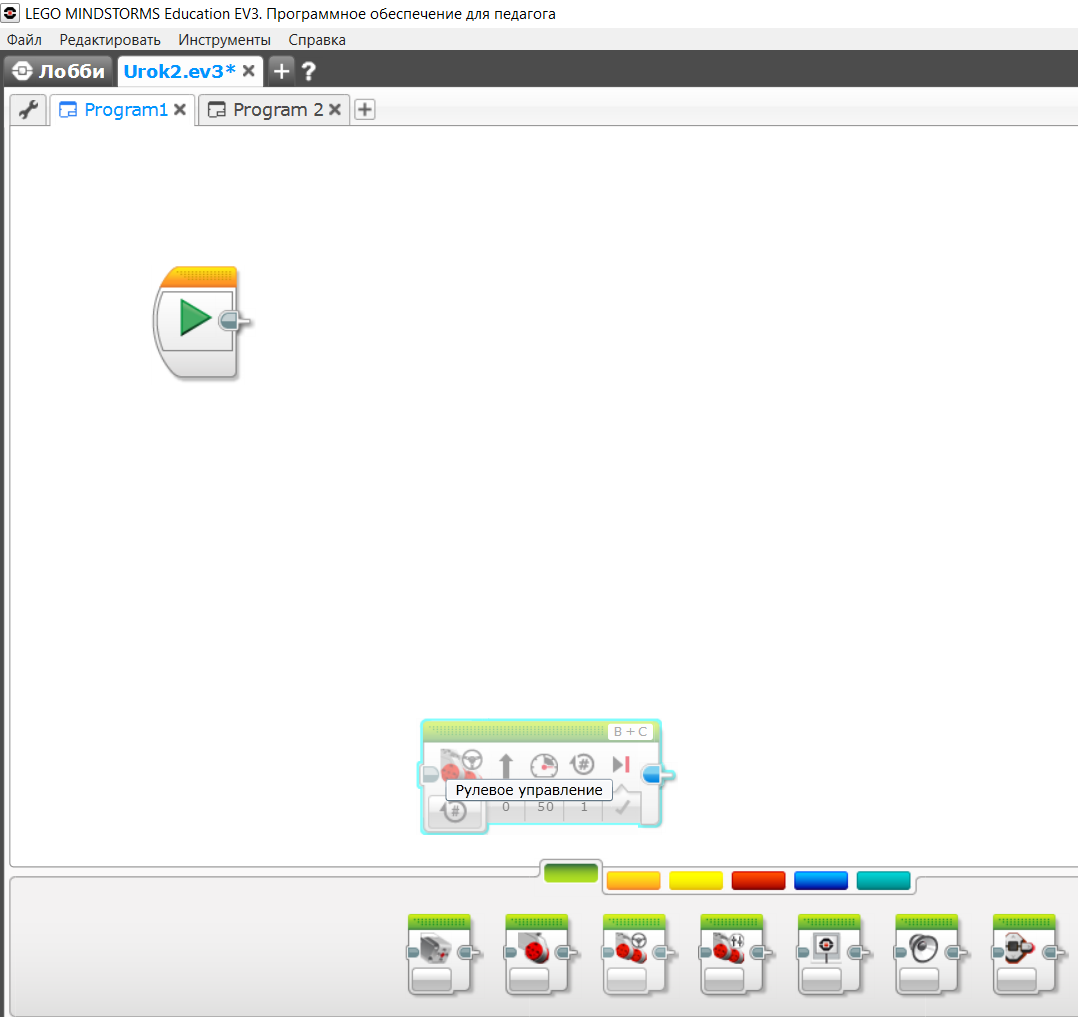 LEGO MINDSTORMS Education EV3. Программное обеспечение для педагога
Файл Редактировать Инструменты Справка
Лобби Urok2.ev3* + ?
Program1 Program 2
B + C
#
Рулевое управление
# 0 50 1